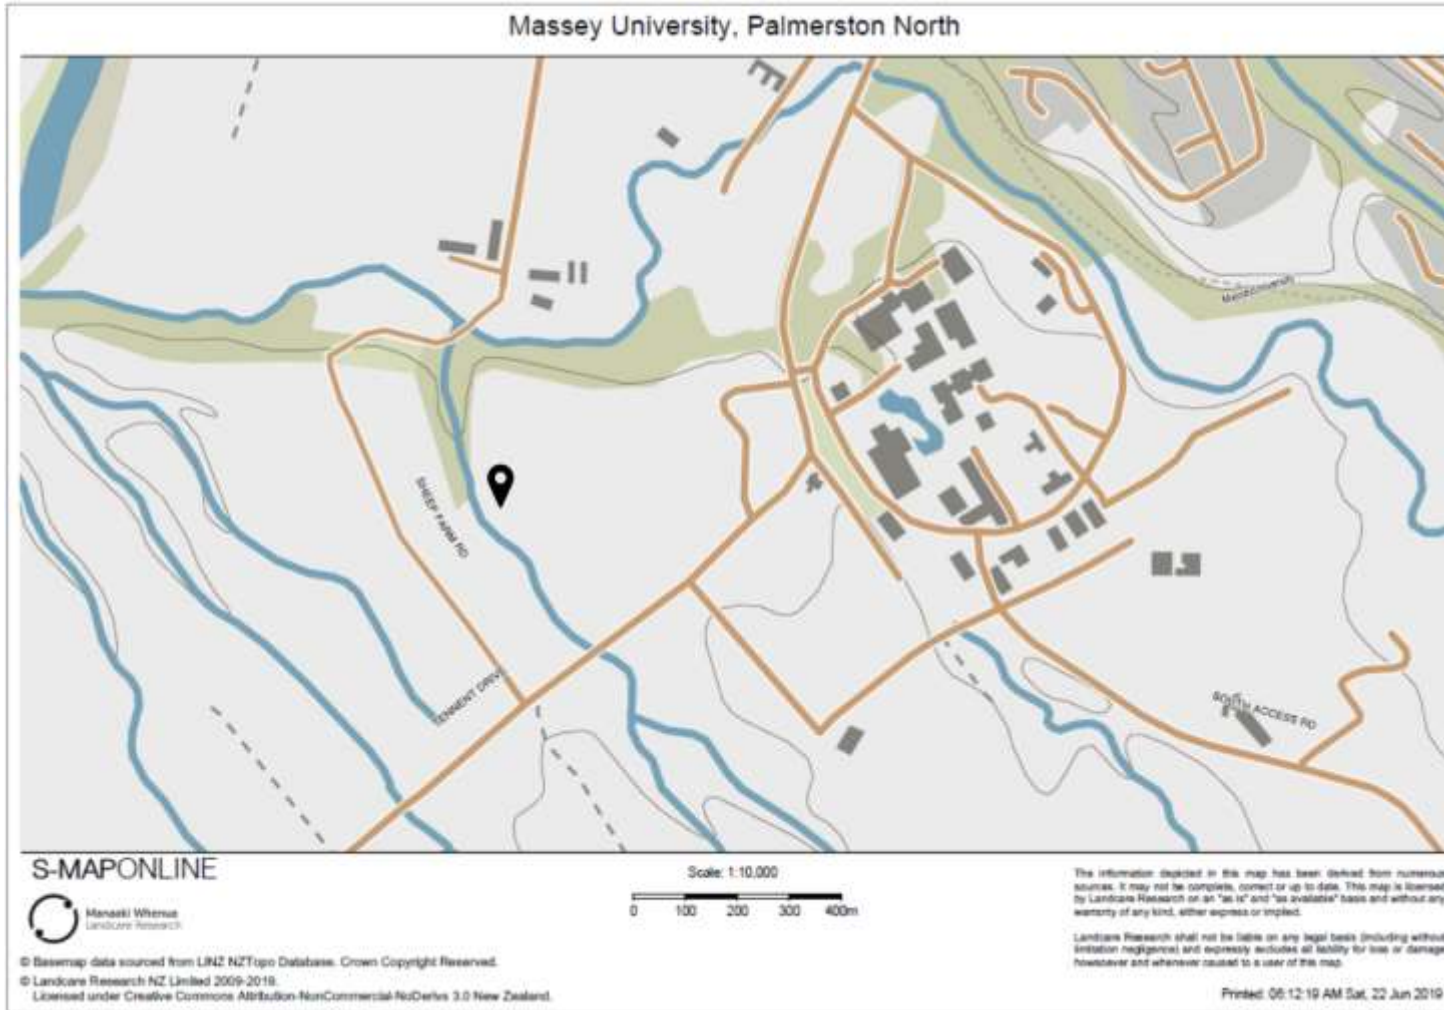 Massey University, Palmerston North
SHEEP FARM RD
TENNENT DRIVE
SOUTH ACCESS RD
S-MAPONLINE
Manaaki Whenua
Landcare Research
Scale: 1:10,000
0 100 200 300 400m
© Basemap data sourced from LINZ NZTopo Database. Crown Copyright Reserved.
© Landcare Research NZ Limited 2009-2019.
Licensed under Creative Commons Attribution-NonCommercial-NoDerivs 3.0 New Zealand.
The information depicted in this map has been derived from numerous
sources. It may not be complete, correct or up to date. This map is licensed
by Landcare Research on an "as is" and "as available" basis and without any
warranty of any kind, either express or implied.
Landcare Research shall not be liable on any legal basis (including without
limitation negligence) and expressly excludes all liability for loss or damage
howsoever and whenever caused to a user of this map.
Printed: 06:12:19 AM Sat, 22 Jun 2019